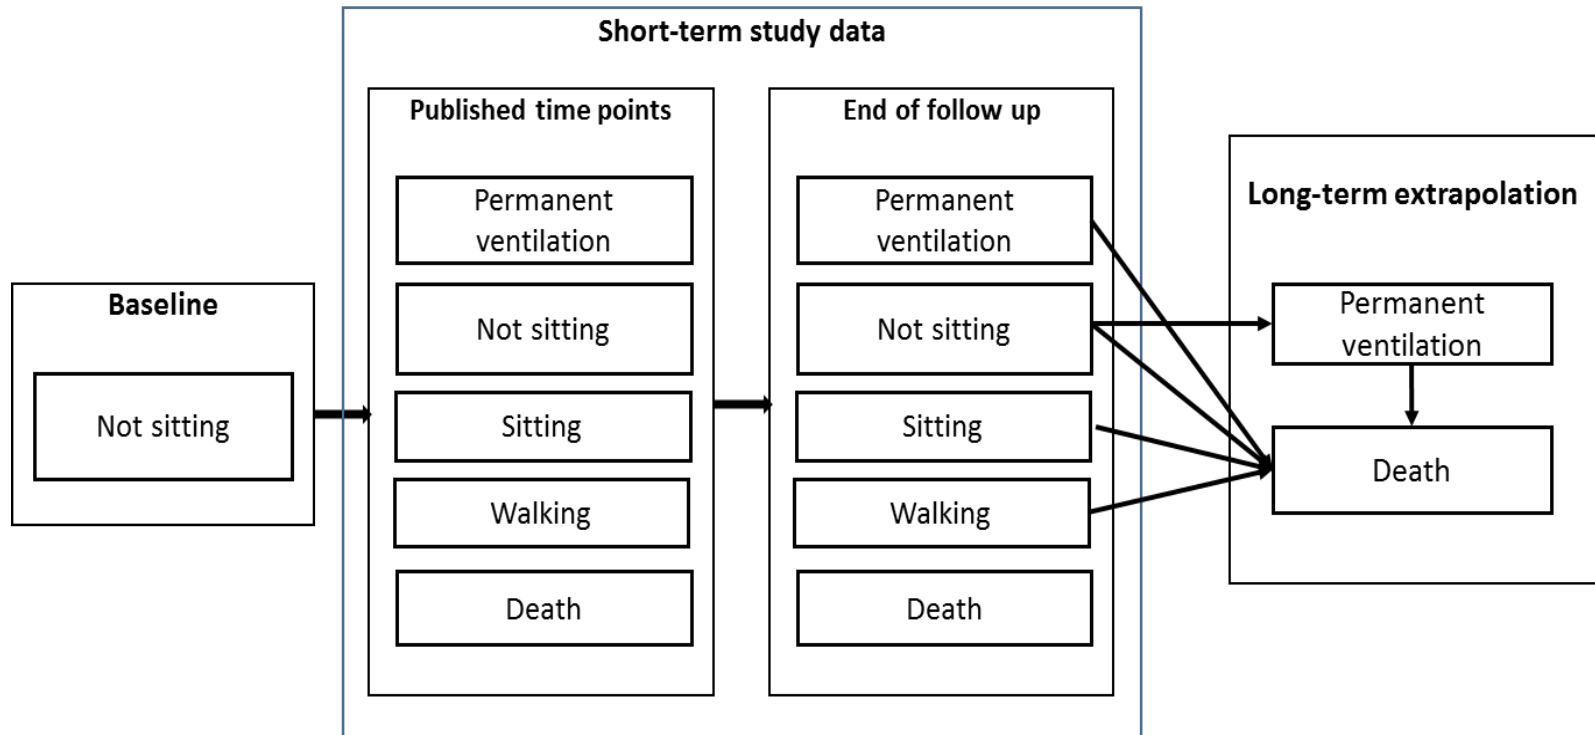 Short-term study data
Baseline
Not sitting
Published time points
Permanent
ventilation
Not sitting
Sitting
Walking
Death
End of follow up
Permanent
ventilation
Not sitting
Sitting
Walking
Death
Long-term extrapolation
Permanent
ventilation
Death